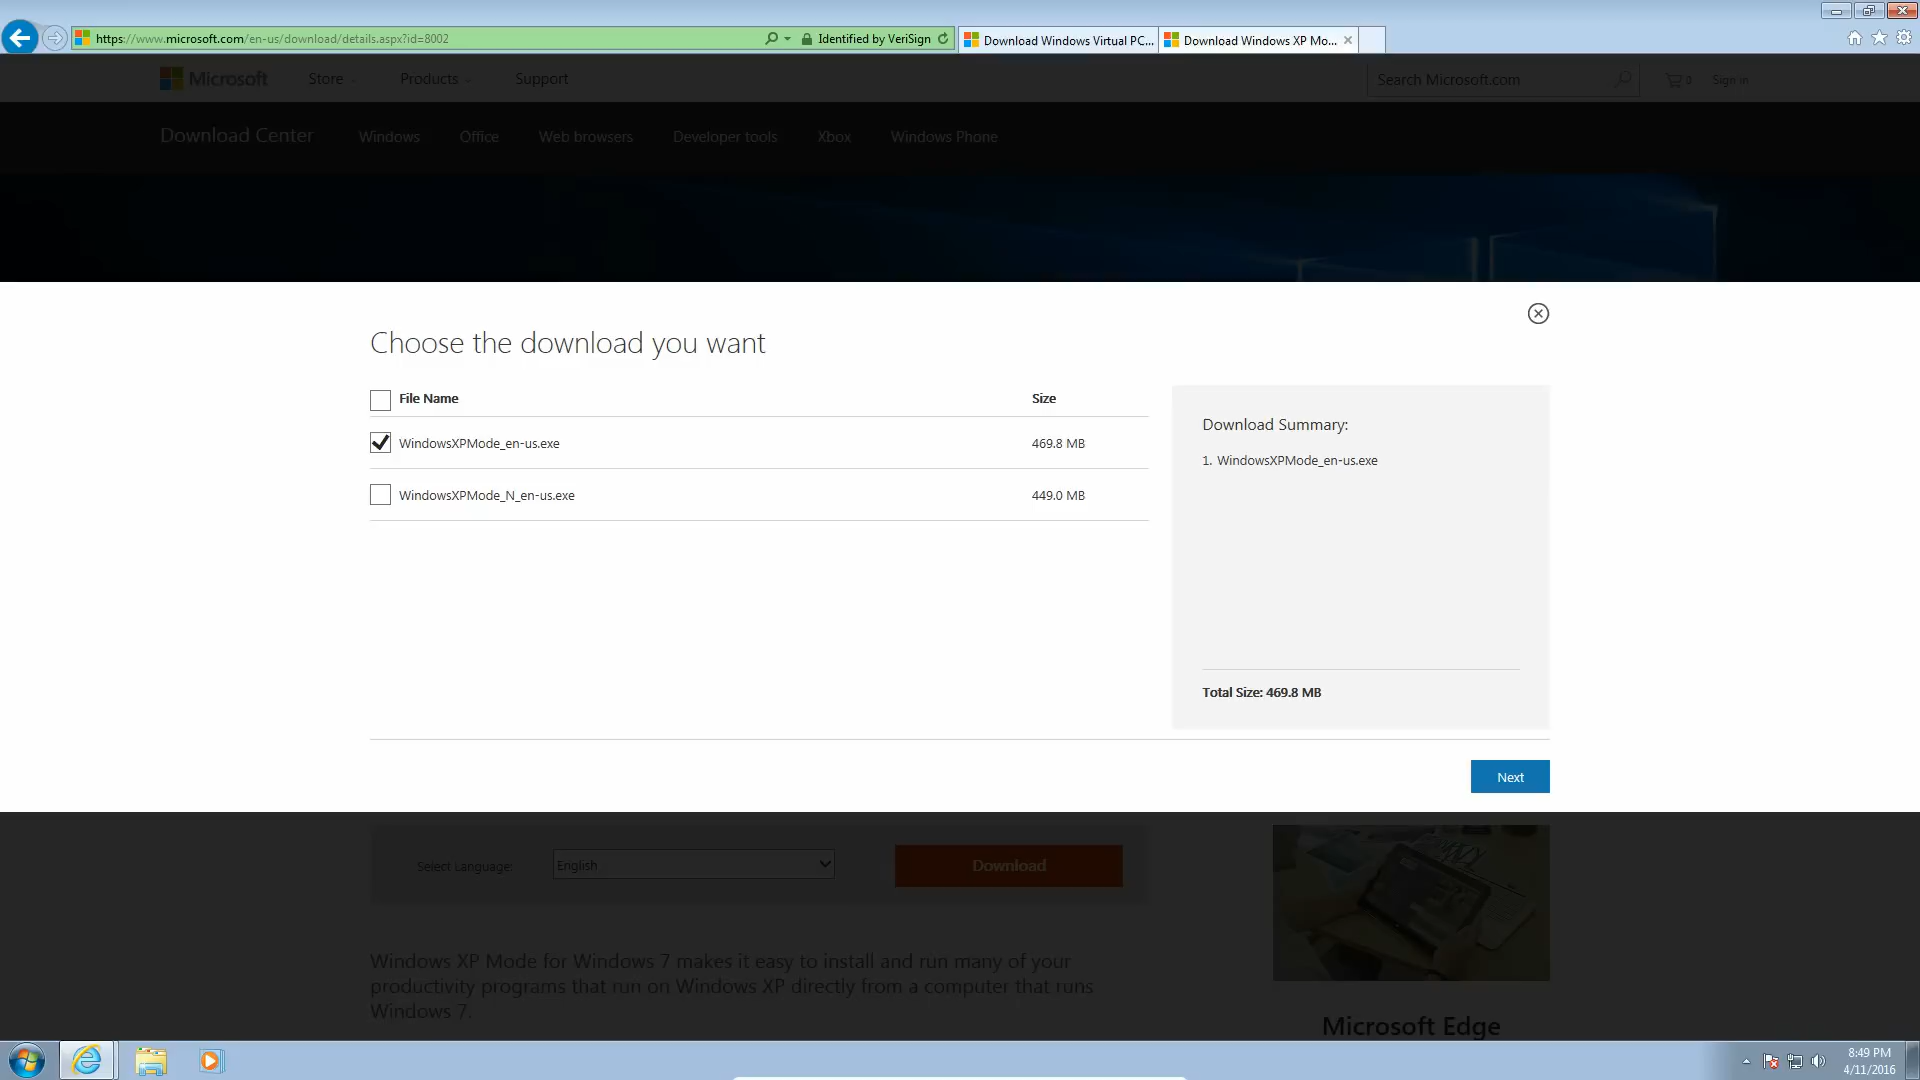 https://www.microsoft.com/en-us/download/details.aspx?id=8002
Identified by VeriSign
Download Windows Virtual PC...
Download Windows XP Mo...
Microsoft
Store
Products
Support
Search Microsoft.com
0
Sign in
Download Center
Windows
Office
Web browsers
Developer tools
Xbox
Windows Phone
Choose the download you want
File Name
Size
WindowsXPMode_en-us.exe
469.8 MB
WindowsXPMode_N_en-us.exe
449.0 MB
Download Summary:
1. WindowsXPMode_en-us.exe
Total Size: 469.8 MB
Next
Select Language:
English
Download
Windows XP Mode for Windows 7 makes it easy to install and run many of your
productivity programs that run on Windows XP directly from a computer that runs
Windows 7.
Microsoft Edge
8:49 PM
4/11/2016